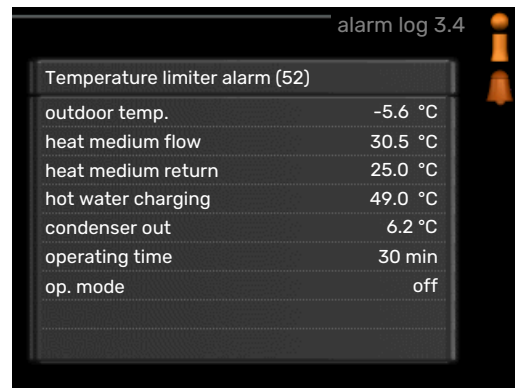 alarm log 3.4
Temperature limiter alarm (52)
outdoor temp. -5.6 °C
heat medium flow 30.5 °C
heat medium return 25.0 °C
hot water charging 49.0 °C
condenser out 6.2 °C
operating time 30 min
op. mode off